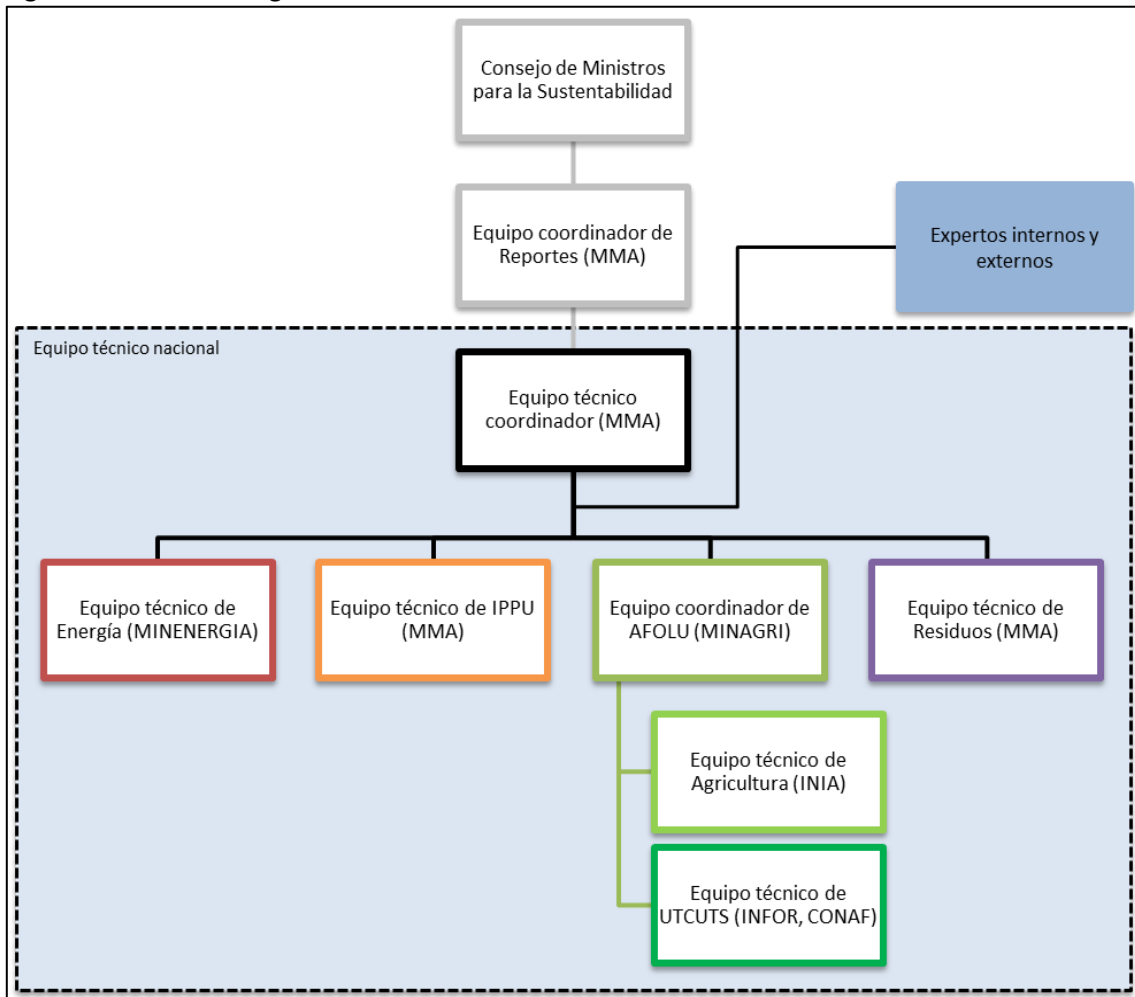 Consejo de Ministros
para la Sustentabilidad
Equipo coordinador de
Reportes (MMA)
Expertos internos y
externos
Equipo técnico nacional
Equipo técnico
coordinador (MMA)
Equipo técnico de
Energía (MINENERGIA)
Equipo técnico de IPPU
(MMA)
Equipo coordinador de
AFOLU (MINAGRI)
Equipo técnico de
Residuos (MMA)
Equipo técnico de
Agricultura (INIA)
Equipo técnico de
UTCUTS (INFOR, CONAF)